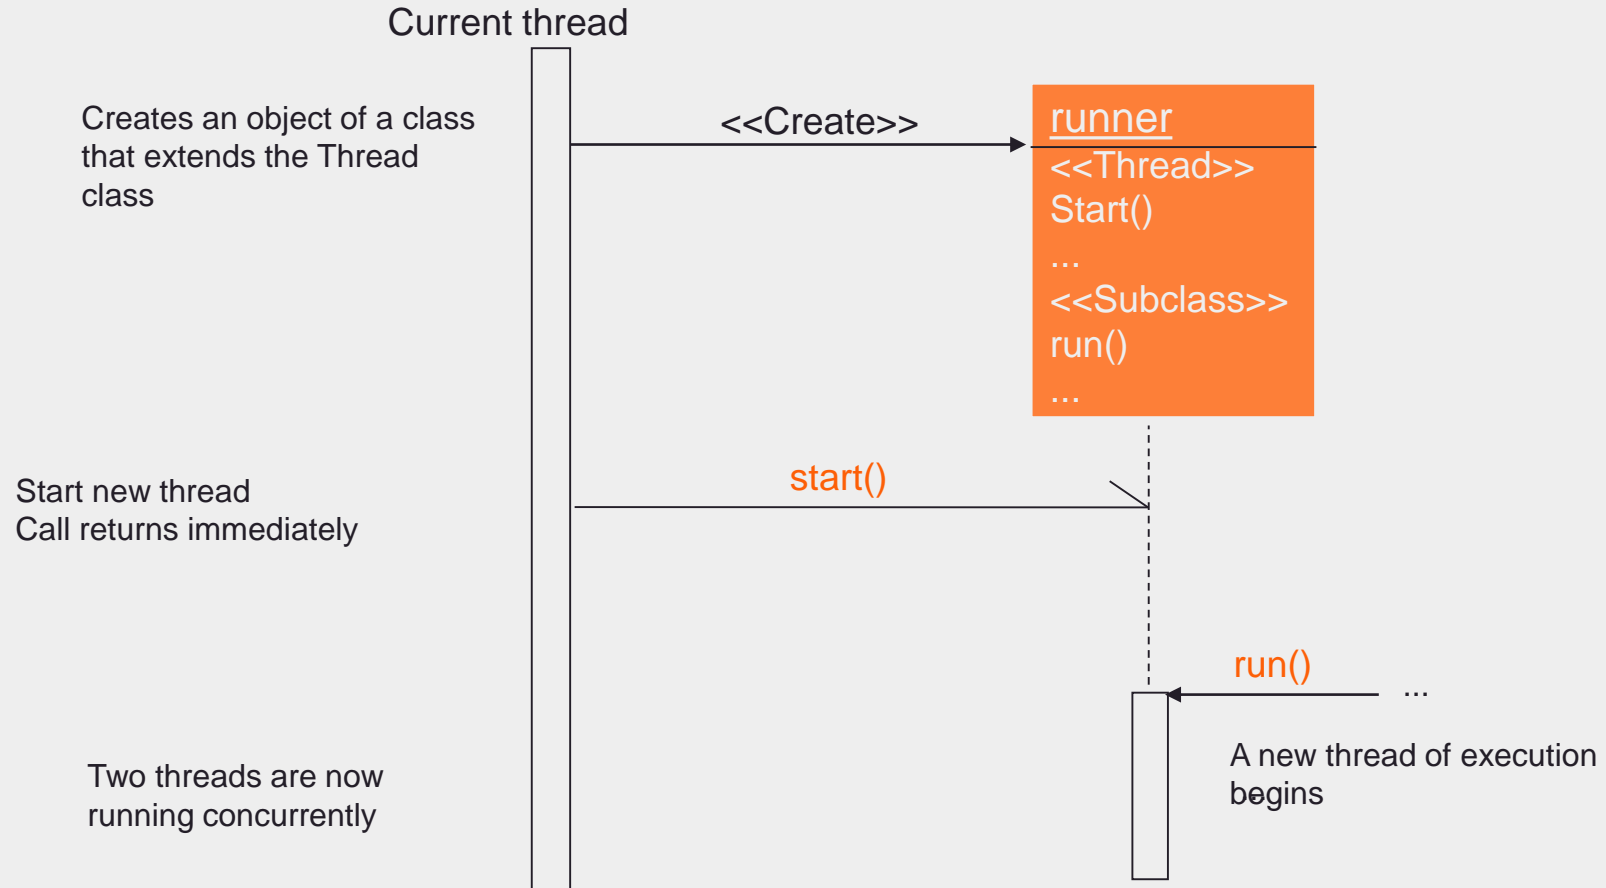 Current thread
Creates an object of a class
that extends the Thread
class
<<Create>>
runner
<<Thread>>
Start()
...
<<Subclass>>
run()
...
Start new thread
Call returns immediately
start()
run()
...
A new thread of execution
begins
Two threads are now
running concurrently